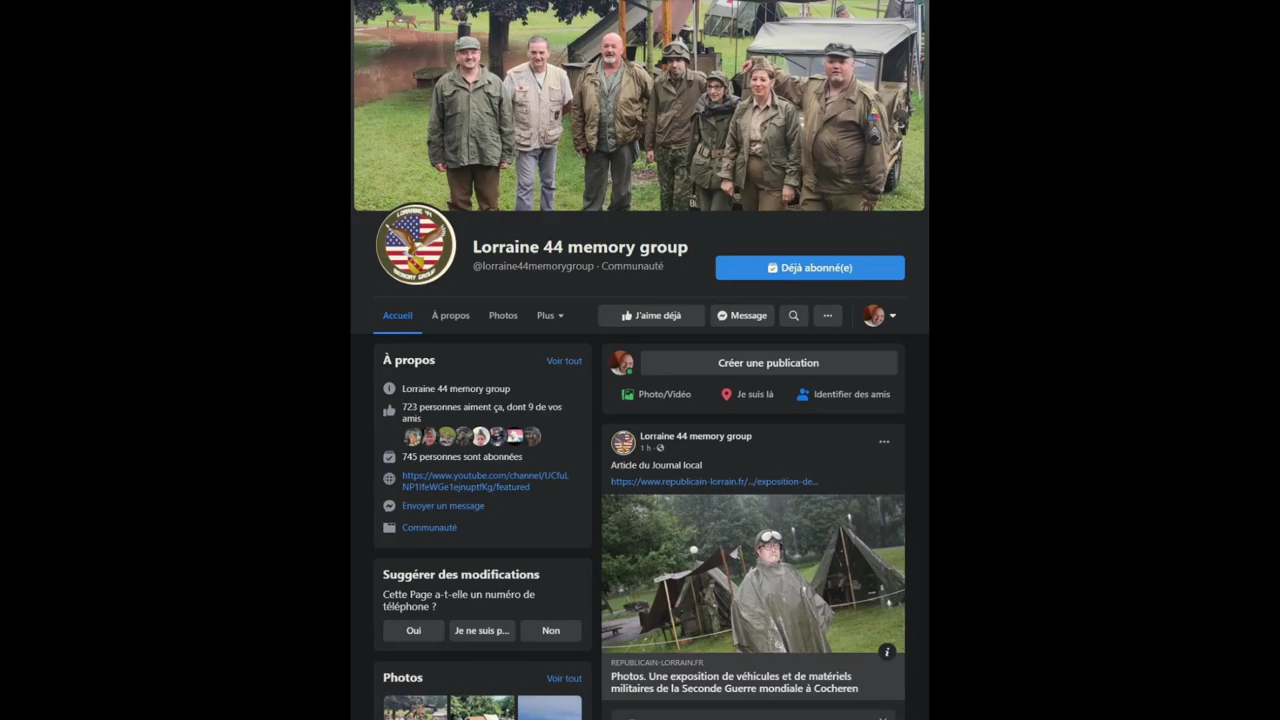 LORRAINE 44
MEMORY GROUP
Lorraine 44 memory group
@lorraine44memorygroup · Communauté
Déjà abonné(e)
Accueil
À propos
Photos
Plus
J'aime déjà
Message
À propos
Voir tout
Lorraine 44 memory group
723 personnes aiment ça, dont 9 de vos
amis
745 personnes sont abonnées
https://www.youtube.com/channel/UCfuL
NP1IfeWGe1ejnuptfKg/featured
Envoyer un message
Communauté
Suggérer des modifications
Cette Page a-t-elle un numéro de
téléphone ?
Oui
Je ne suis p...
Non
Photos
Voir tout
Créer une publication
Photo/Vidéo
Je suis là
Identifier des amis
Lorraine 44 memory group
1 h ·
Article du Journal local
https://www.republicain-lorrain.fr/.../exposition-de...
REPUBLICAIN-LORRAIN.FR
Photos. Une exposition de véhicules et de matériels
militaires de la Seconde Guerre mondiale à Cocheren